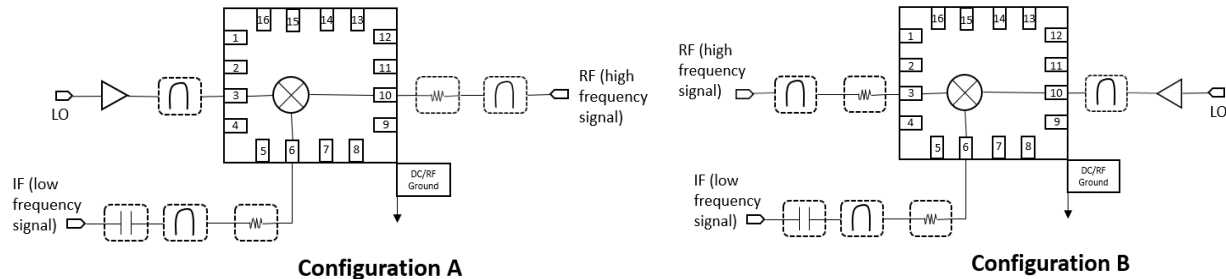 16
15
14
13
1
12
2
11
3
10
4
9
5
6
7
8
LO
RF (high
frequency
signal)
DC/RF
Ground
IF (low
frequency
signal)
Configuration A
16
15
14
13
1
12
2
11
3
10
4
9
5
6
7
8
RF (high
frequency
signal)
LO
DC/RF
Ground
IF (low
frequency
signal)
Configuration B